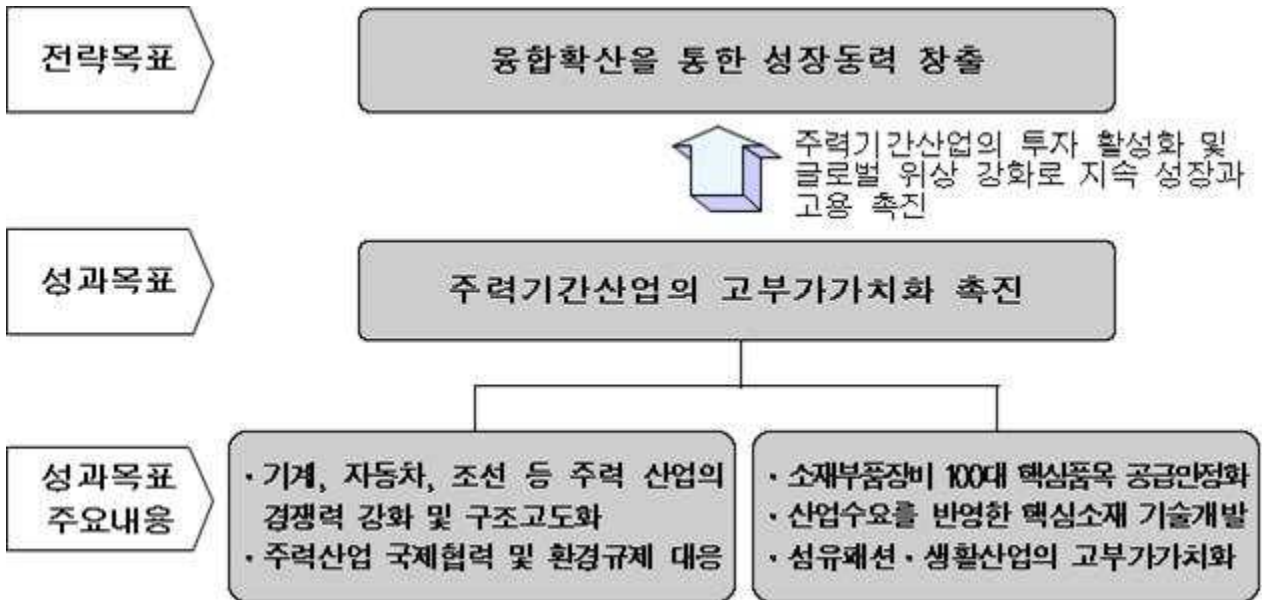 전략목표
융합확산을 통한 성장동력 창출
주력기간산업의 투자 활성화 및
글로벌 위상 강화로 지속 성장과
고용 촉진
성과목표
주력기간산업의 고부가가치화 촉진
성과목표
주요내용
· 기계, 자동차, 조선 등 주력 산업의
경쟁력 강화 및 구조고도화
· 주력산업 국제협력 및 환경규제 대응
· 소재부품장비 100대 핵심품목 공급안정화
· 산업수요를 반영한 핵심소재 기술개발
· 섬유패션·생활산업의 고부가가치화